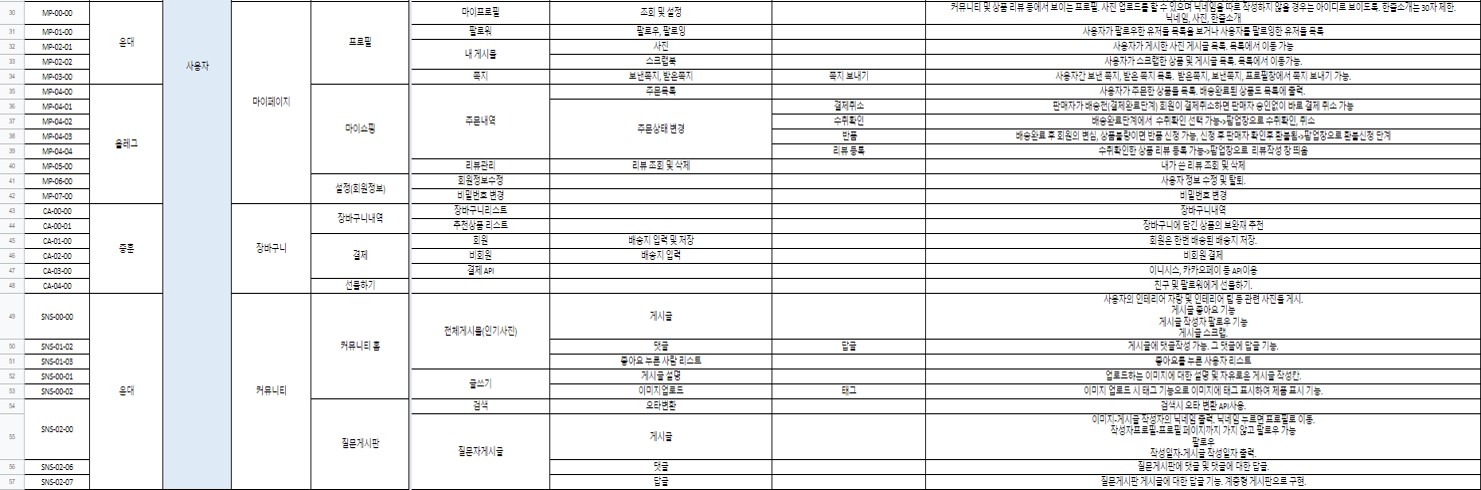 30 MP-00-00 마이프로필 조회 및 설정 커뮤니티 및 상품 리뷰 등에서 보이는 프로필. 사진 업로드를 할 수 있으며 닉네임을 따로 작성하지 않을 경우는 아이디로 보이도록. 한줄소개는 30자 제한.
닉네임, 사진, 한줄소개
31 MP-01-00 은대 프로필 팔로워 팔로우, 팔로잉 사용자가 팔로우한 유저들 목록을 보거나 사용자를 팔로잉한 유저들 목록
32 MP-02-01 내 게시물 사진 사용자가 게시한 사진 게시글 목록. 목록에서 이동 가능
33 MP-02-02 사용자 스크랩북 사용자가 스크랩한 상품 및 게시글 목록. 목록에서 이동가능.
34 MP-03-00 쪽지 보낸쪽지, 받은쪽지 쪽지 보내기 사용자간 보낸 쪽지, 받은 쪽지 목록. 받은쪽지, 보낸쪽지, 프로필창에서 쪽지 보내기 가능.
35 MP-04-00 마이페이지 주문목록 사용자가 주문한 상품을 목록. 배송완료된 상품도 목록에 출력.
36 MP-04-01 결제취소 판매자가 배송전(결제완료단계) 회원이 결제취소하면 판매자 승인없이 바로 결제 취소 가능
37 MP-04-02 마이쇼핑 주문내역 주문상태 변경 수취확인 배송완료단계에서 수취확인 선택 가능->팝업창으로 수취확인, 취소
38 MP-04-03 올레그 반품 배송완료 후 회원의 변심, 상품불량이면 반품 신청 가능. 신청 후 판매자 확인후 환불됨->팝업창으로 환불신청 단계
39 MP-04-04 리뷰 등록 수취확인한 상품 리뷰 등록 가능->팝업창으로 리뷰작성 창 띄움
40 MP-05-00 리뷰관리 리뷰 조회 및 삭제 내가 쓴 리뷰 조회 및 삭제
41 MP-06-00 설정(회원정보) 회원정보수정 사용자 정보 수정 및 탈퇴.
42 MP-07-00 비밀번호 변경 비밀번호 변경
43 CA-00-00 장바구니내역 장바구니리스트 장바구니내역
44 CA-00-01 추천상품 리스트 장바구니에 담긴 상품의 보완재 추천
45 CA-01-00 중훈 장바구니 결제 회원 배송지 입력 및 저장 회원은 한번 배송된 배송지 저장.
46 CA-02-00 비회원 배송지 입력 비회원 결제
47 CA-03-00 결제 API 이니시스, 카카오페이 등 API이용
48 CA-04-00 선물하기 친구 및 팔로워에게 선물하기.
49 SNS-00-00 전체게시물(인기사진) 게시글 사용자의 인테리어 자랑 및 인테리어 팁 등 관련 사진을 게시.
게시글 좋아요 기능
게시글 작성자 팔로우 기능
게시글 스크랩.
50 SNS-01-02 커뮤니티 홈 댓글 답글 게시글에 댓글작성 가능. 그 댓글에 답글 기능.
51 SNS-01-03 좋아요 누른 사람 리스트 좋아요를 누른 사용자 리스트
52 SNS-00-01 글쓰기 게시글 설명 업로드하는 이미지에 대한 설명 및 자유로운 게시글 작성칸.
53 SNS-00-02 은대 커뮤니티 이미지업로드 태그 이미지 업로드 시 태그 기능으로 이미지에 태그 표시하여 제품 표시 기능.
54 SNS-02-00 검색 오타변환 검색시 오타 변환 API사용.
55 질문게시판 질문자게시글 게시글 이미지-게시글 작성자의 닉네임 출력. 닉네임 누르면 프로필로 이동.
작성자프로필-프로필 페이지까지 가지 않고 팔로우 가능
팔로우
작성일자-게시글 작성일자 출력.
56 SNS-02-06 댓글 질문게시판에 댓글 및 댓글에 대한 답글.
57 SNS-02-07 답글 질문게시판 게시글에 대한 답글 기능. 계층형 게시판으로 구현.